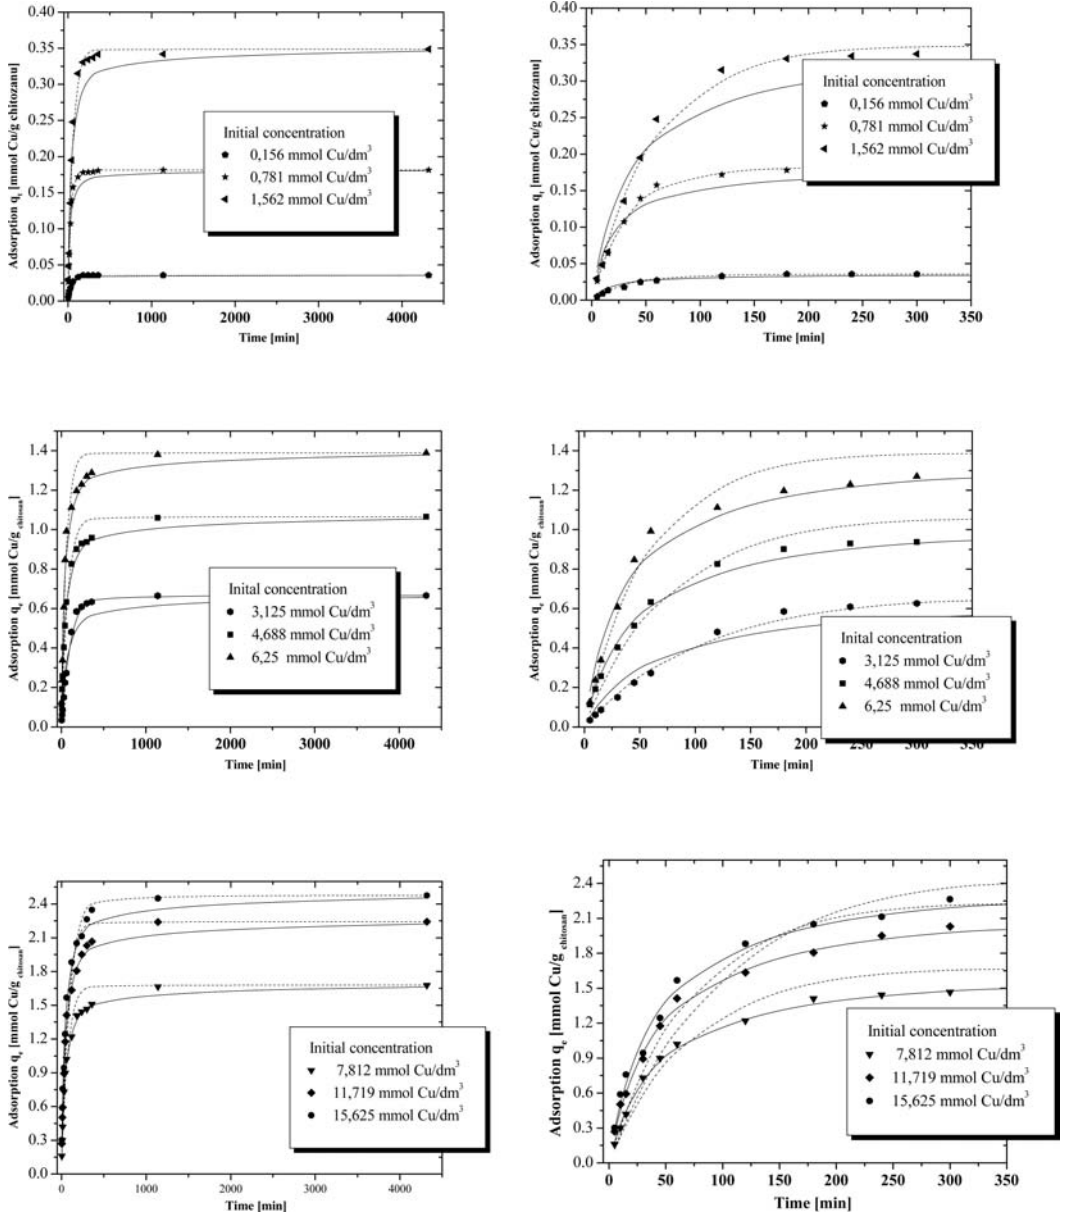 0.40
0.35
0.30
0.25
0.20
0.15
0.10
0.05
0.00
Adsorption qt [mmol Cu/g chitozanu]
Initial concentration
0,156 mmol Cu/dm³
0,781 mmol Cu/dm³
1,562 mmol Cu/dm³
0 1000 2000 3000 4000
Time [min]
0.40
0.35
0.30
0.25
0.20
0.15
0.10
0.05
0.00
Adsorption qt [mmol Cu/g chitozanu]
Initial concentration
0,156 mmol Cu/dm³
0,781 mmol Cu/dm³
1,562 mmol Cu/dm³
0 50 100 150 200 250 300 350
Time [min]
1.4
1.2
1.0
0.8
0.6
0.4
0.2
0.0
Adsorption qt [mmol Cu/g chitosan]
Inital concentration
3,125 mmol Cu/dm³
4,688 mmol Cu/dm³
6,25 mmol Cu/dm³
0 1000 2000 3000 4000
Time [min]
1.4
1.2
1.0
0.8
0.6
0.4
0.2
0.0
Adsorption qt [mmol Cu/g chitosan]
Inital concentration
3,125 mmol Cu/dm³
4,688 mmol Cu/dm³
6,25 mmol Cu/dm³
0 50 100 150 200 300 350
Time [min]
2.4
2.1
1.8
1.5
1.2
0.9
0.6
0.3
0.0
Adsorption qt [mmol Cu/g chitosan]
Initial concentration
7,812 mmol Cu/dm³
11,719 mmol Cu/dm³
15,625 mmol Cu/dm³
0 1000 2000 3000 4000
Time [min]
2.4
2.1
1.8
1.5
1.2
0.9
0.6
0.3
0.0
Adsorption qe [mmol Cu/g chitosan]
Initial concentration
7,812 mmol Cu/dm³
11,719 mmol Cu/dm³
15,625 mmol Cu/dm³
0 50 100 150 200 250 300 350
Time [min]